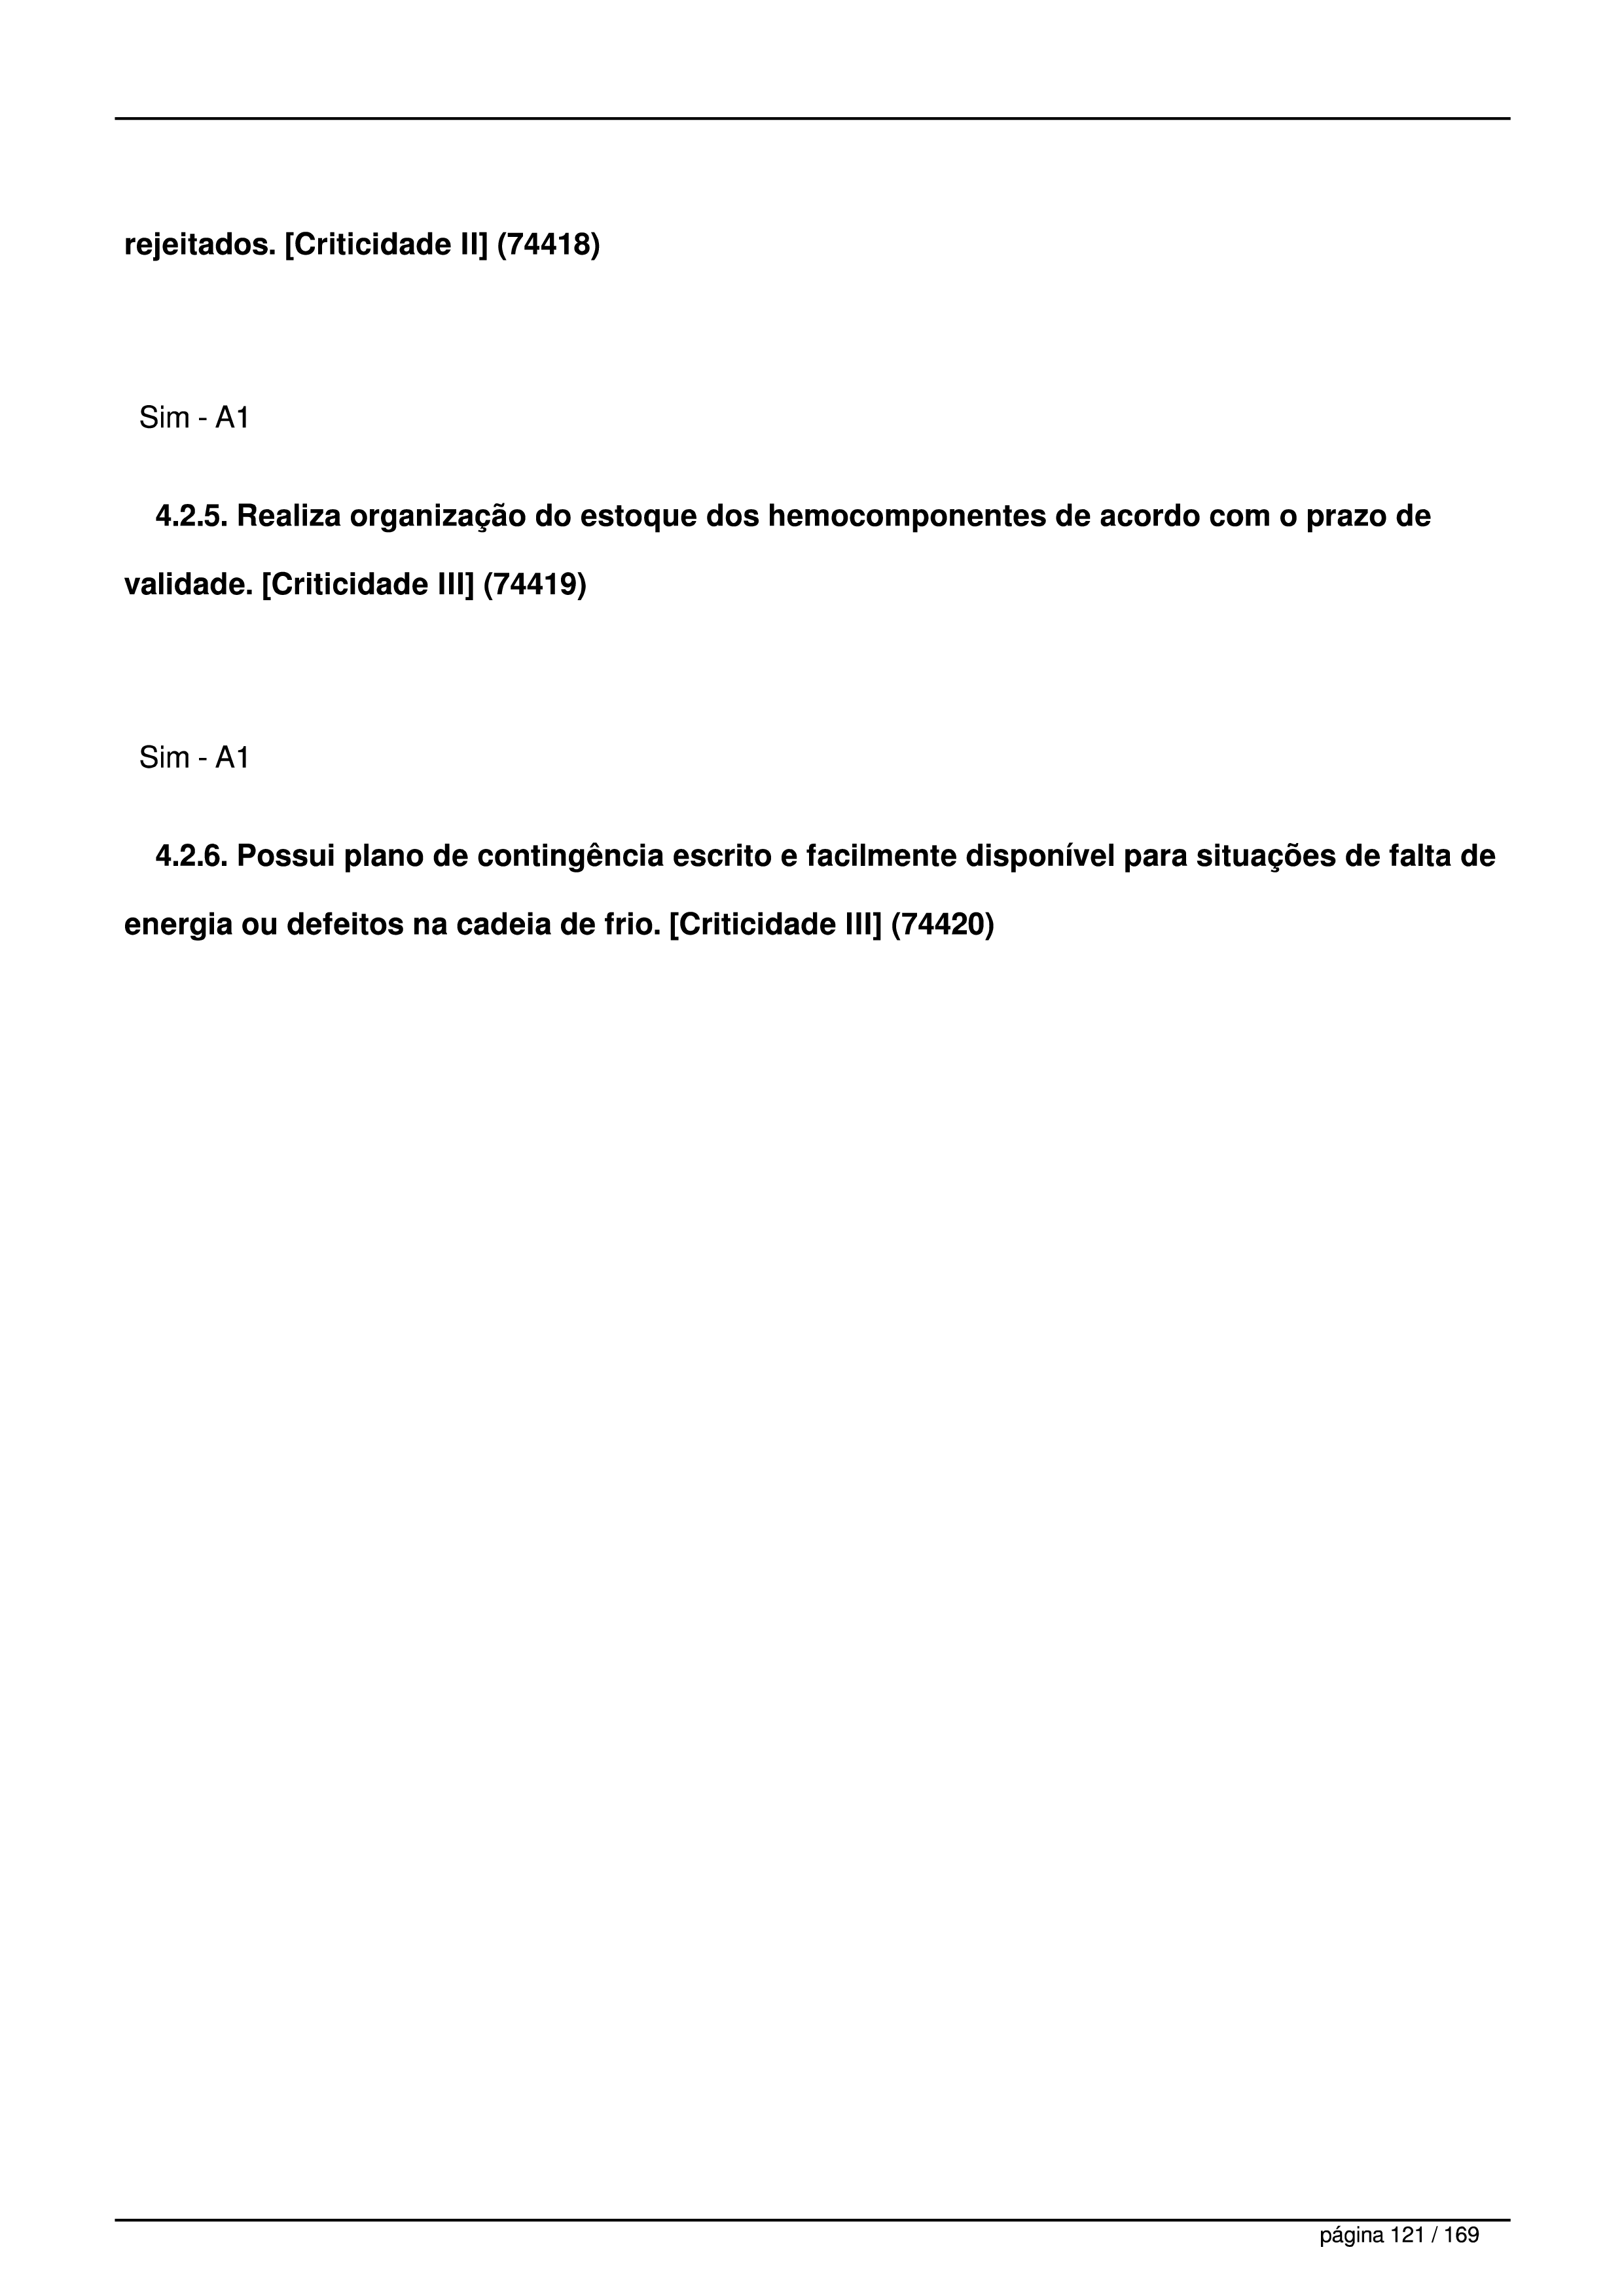 rejeitados. [Criticidade II] (74418)
Sim - A1
4.2.5. Realiza organização do estoque dos hemocomponentes de acordo com o prazo de
validade. [Criticidade III] (74419)
Sim - A1
4.2.6. Possui plano de contingência escrito e facilmente disponível para situações de falta de
energia ou defeitos na cadeia de frio. [Criticidade III] (74420)
página 121 / 169